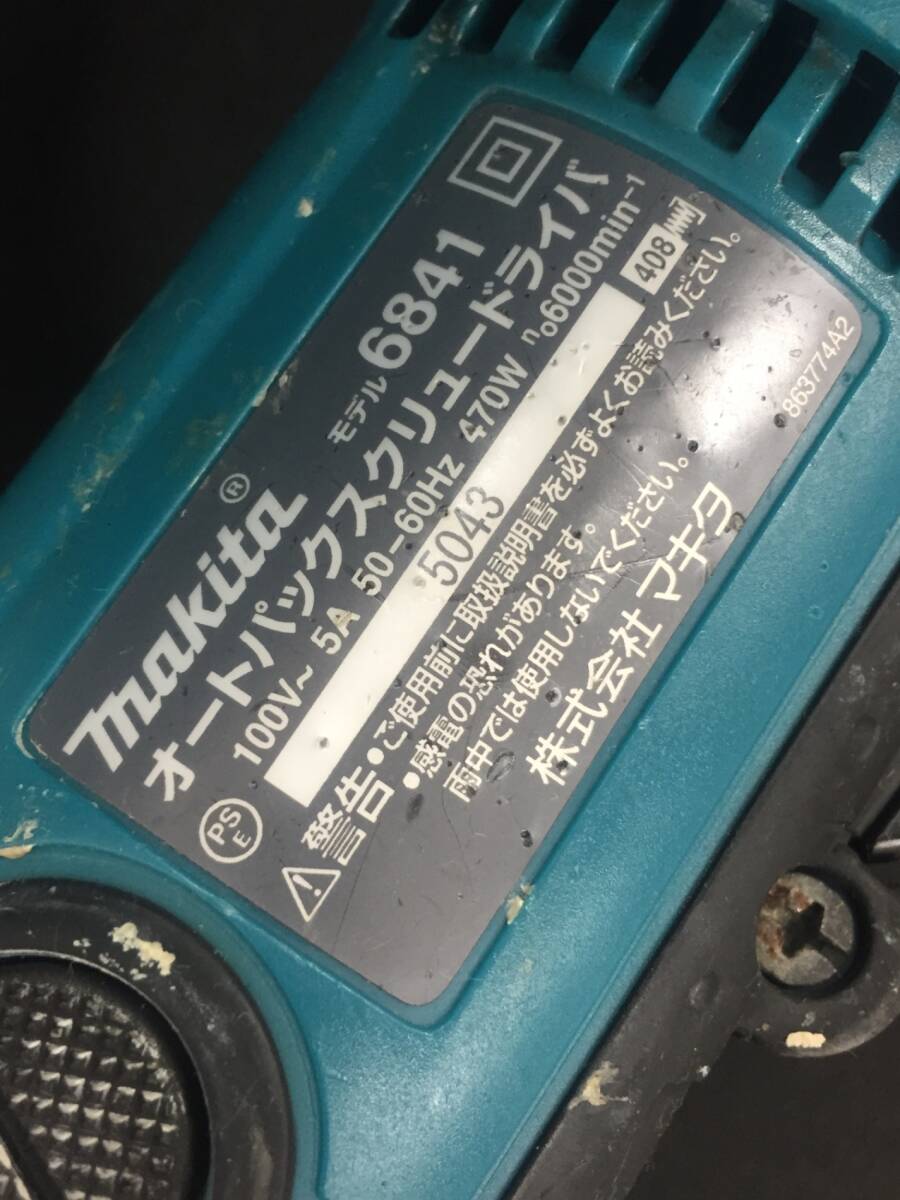 makita®
モデル 6841
オートパックスクリュードライバ
100V～ 5A 50-60Hz 470W n₀6000min⁻¹
5043
408
⚠警告・ご使用前に取扱説明書を必ずよくお読みください。
・感電の恐れがあります。
雨中では使用しないでください。
株式会社マキタ
863774A2
PS
E